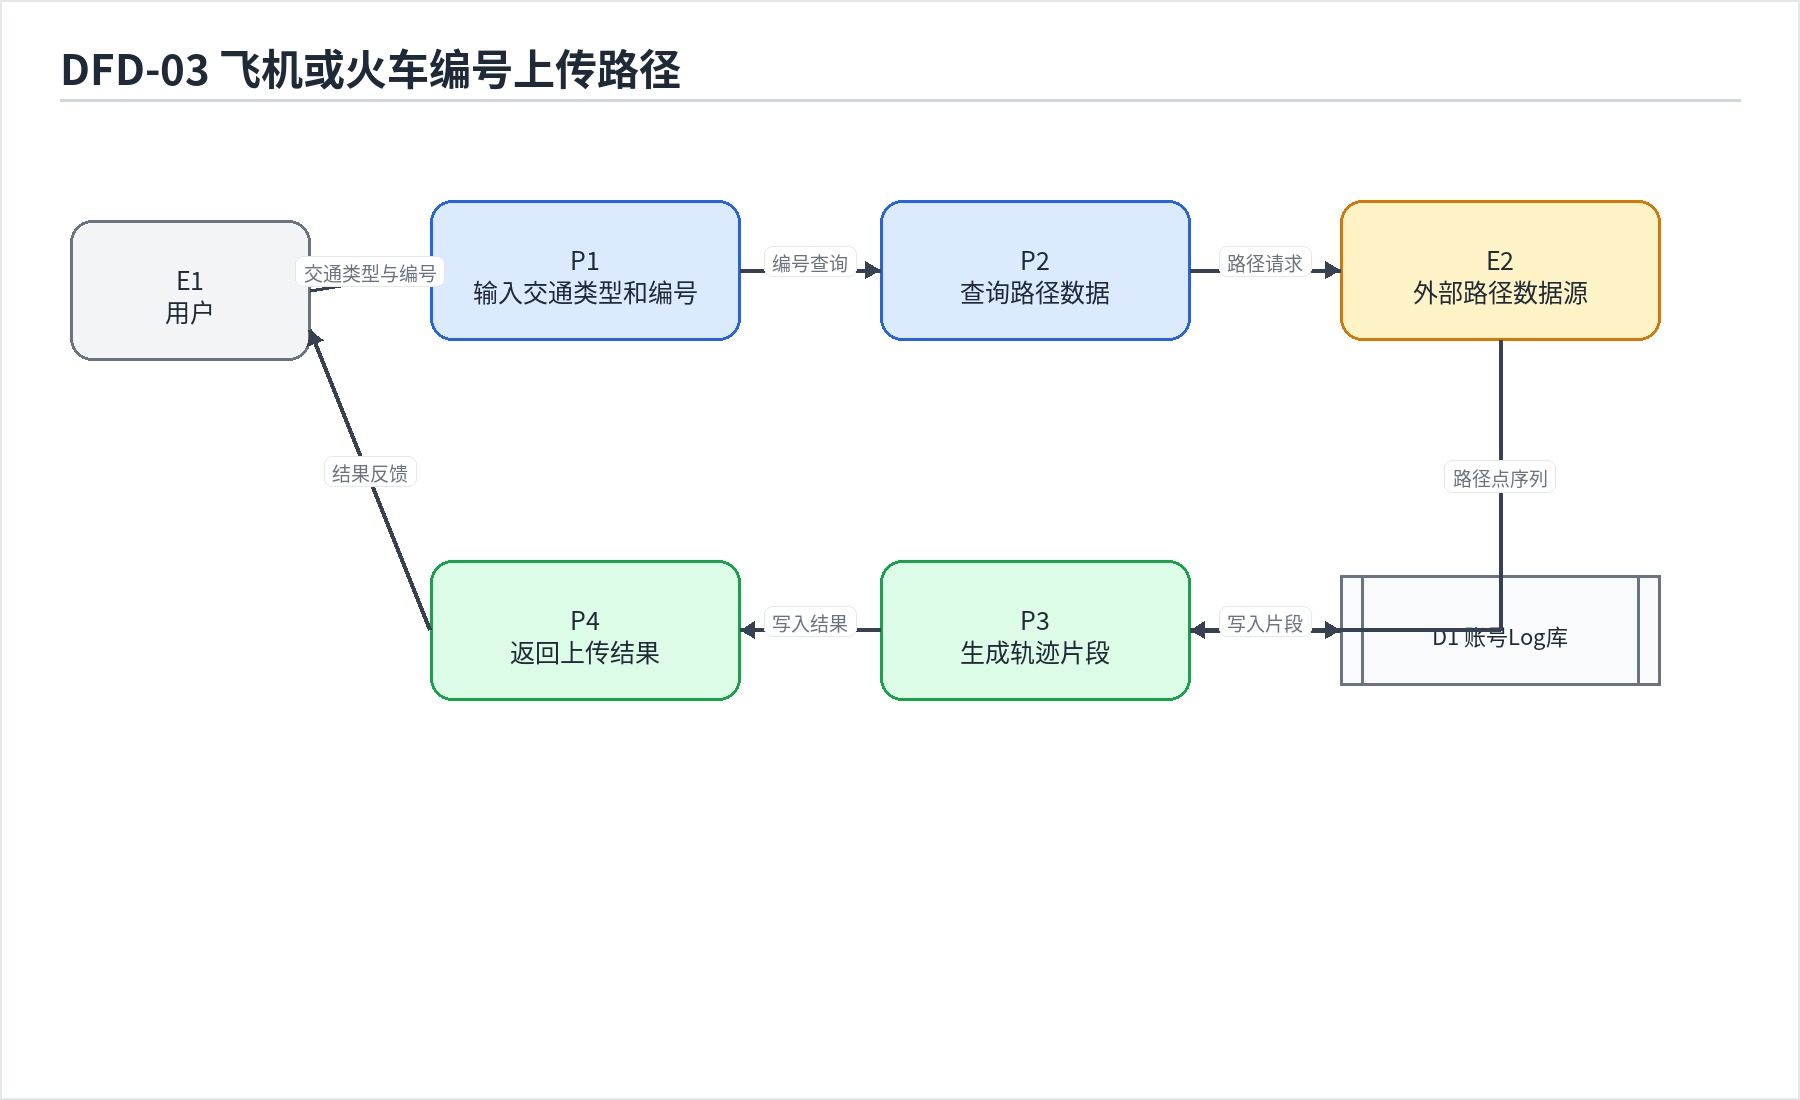 DFD-03 飞机或火车编号上传路径
E1
用户
交通类型与编号
P1
输入交通类型和编号
编号查询
P2
查询路径数据
路径请求
E2
外部路径数据源
结果反馈
路径点序列
P4
返回上传结果
写入结果
P3
生成轨迹片段
写入片段
D1 账号Log库